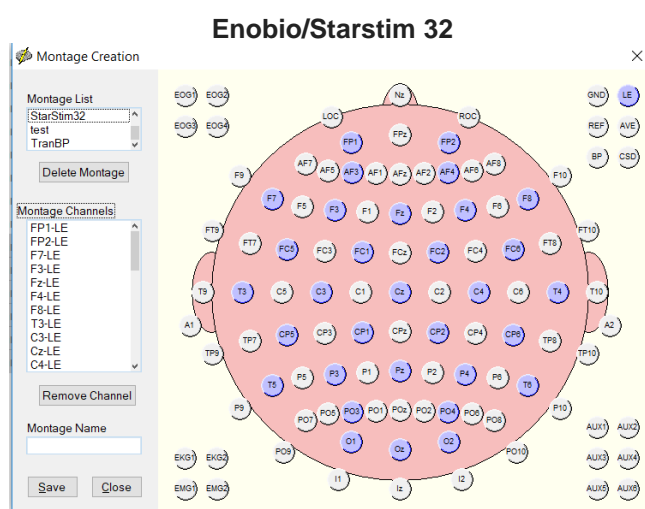 Enobio/Starstim 32
Montage Creation
Montage List
StarStim32
test
TranBP
Delete Montage
Montage Channels
FP1-LE
FP2-LE
F7-LE
F3-LE
Fz-LE
F4-LE
F8-LE
T3-LE
C3-LE
Cz-LE
C4-LE
Remove Channel
Montage Name
Save Close
EOG1 EOG2 Nz GND LE
EOG3 EOG4 LOC ROC REF AVE
FP1 FPz FP2
BP CSD
AF7 AF5 AF3 AF1 AFz AF2 AF4 AF6 AF8
F9 F10
F7 F5 F3 F1 Fz F2 F4 F6 F8
FT9 FT10
FT7 FC5 FC3 FC1 FCz FC2 FC4 FC6 FT8
T9 T3 C5 C3 C1 Cz C2 C4 C6 T4 T10
A1 A2
TP7 CP5 CP3 CP1 CPz CP2 CP4 CP6 TP8
TP9 TP10
T5 P5 P3 P1 Pz P2 P4 P6 T6
P9 P10
PO7 PO5 PO3 PO1 POz PO2 PO4 PO6 PO8
AUX1 AUX2
O1 Oz O2
EKG1 EKG2 PO9 PO10 AUX3 AUX4
I1 I2
EMG1 EMG2 Iz AUX5 AUX6